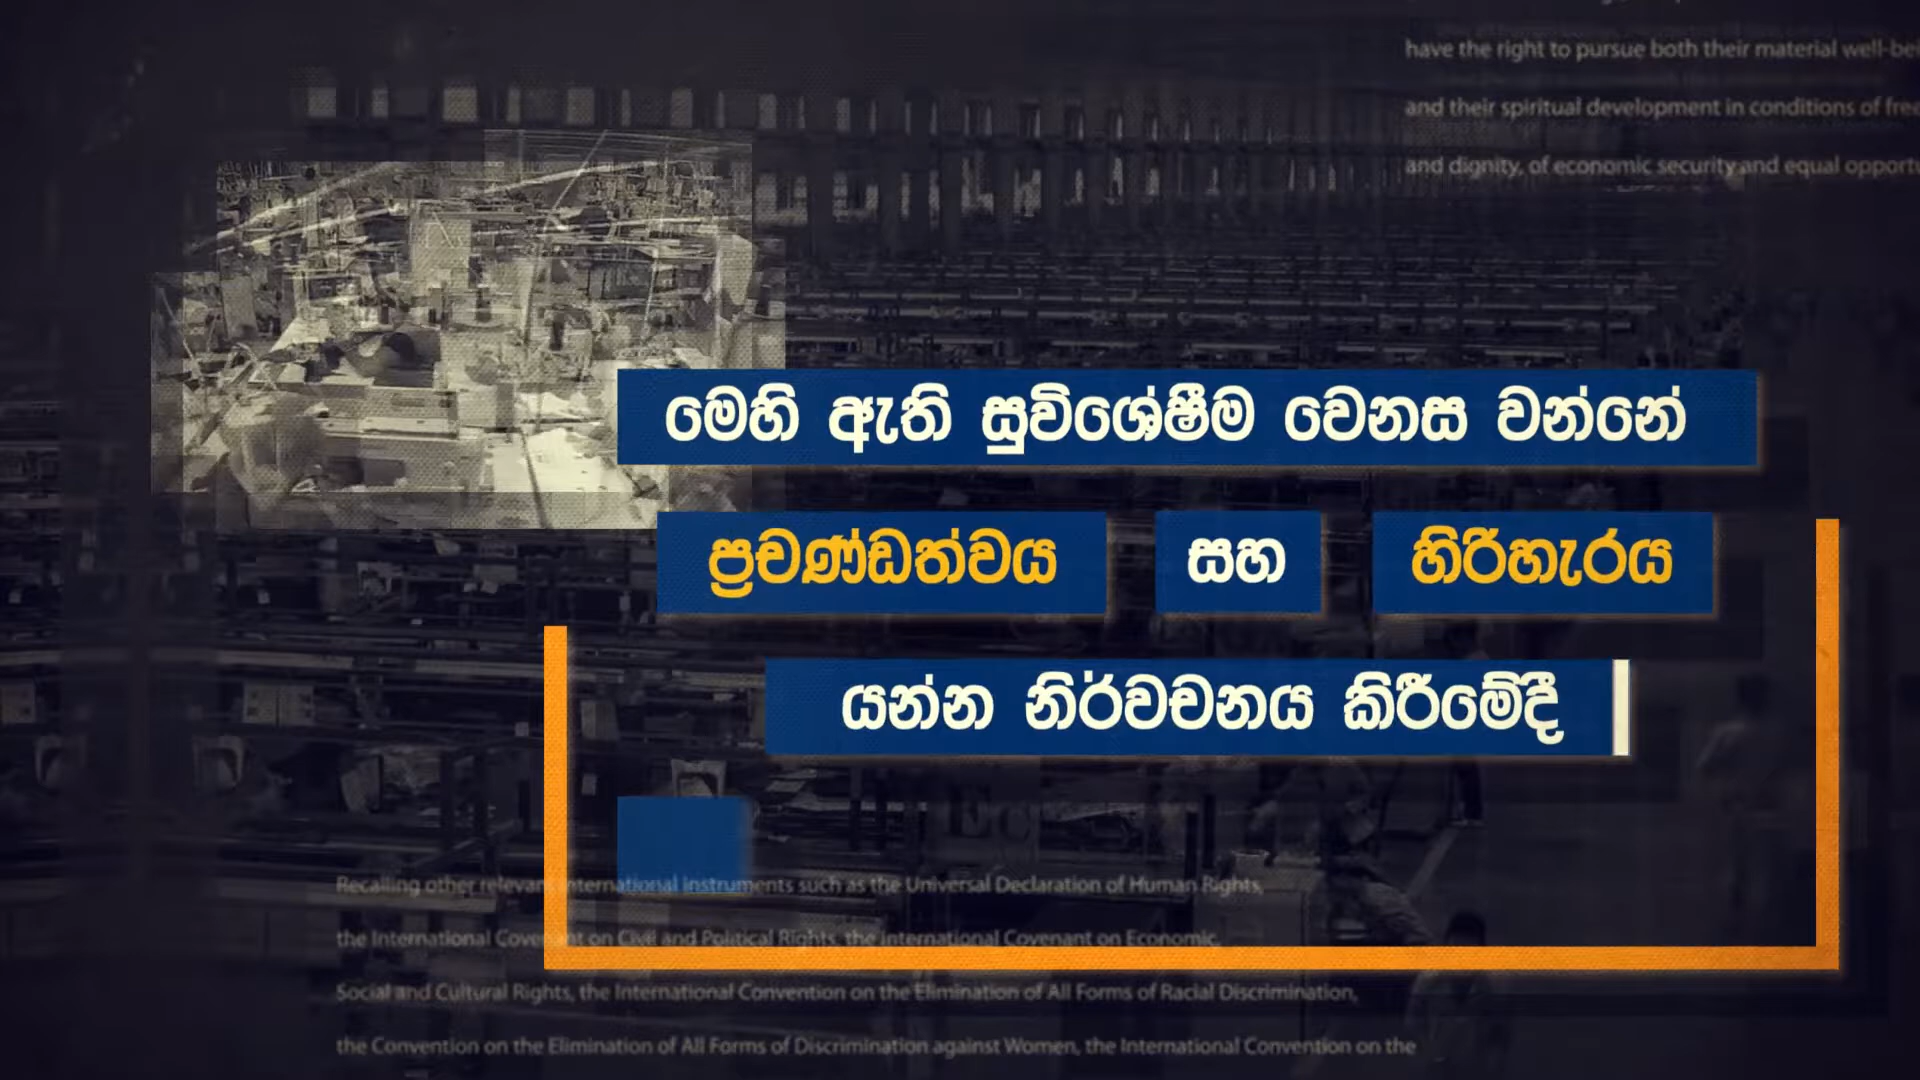 have the right to pursue both their material
and their spiritual development in conditions of
and dignity, of economic security and equal
මෙහි ඇති සුවිශේෂීම වෙනස වන්නේ
ප්‍රචණ්ඩත්වය සහ හිරිහැරය
යන්න නිර්වචනය කිරීමේදී
Ec
Recalling other relevant international instruments such as the Universal Declaration of Human Rights,
the International Covenant on Civil and Political Rights, the International Covenant on Economic,
Social and Cultural Rights, the International Convention on the Elimination of All Forms of Racial Discrimination,
the Convention on the Elimination of All Forms of Discrimination against Women, the International Convention on the